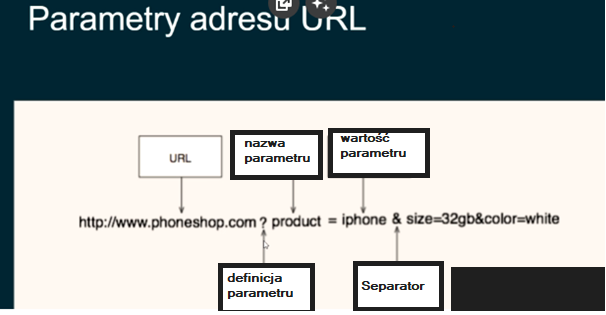 Parametry adresu URL
URL
nazwa
parametru
wartość
parametru
http://www.phoneshop.com ? product = iphone & size=32gb&color=white
definicja
parametru
Separator